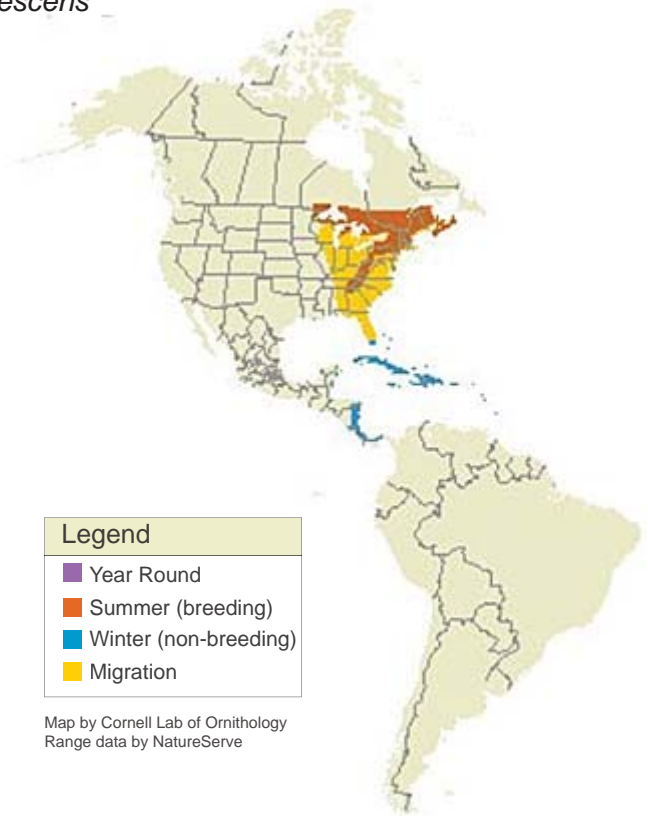 escens
Legend
Year Round
Summer (breeding)
Winter (non-breeding)
Migration
Map by Cornell Lab of Ornithology
Range data by NatureServe